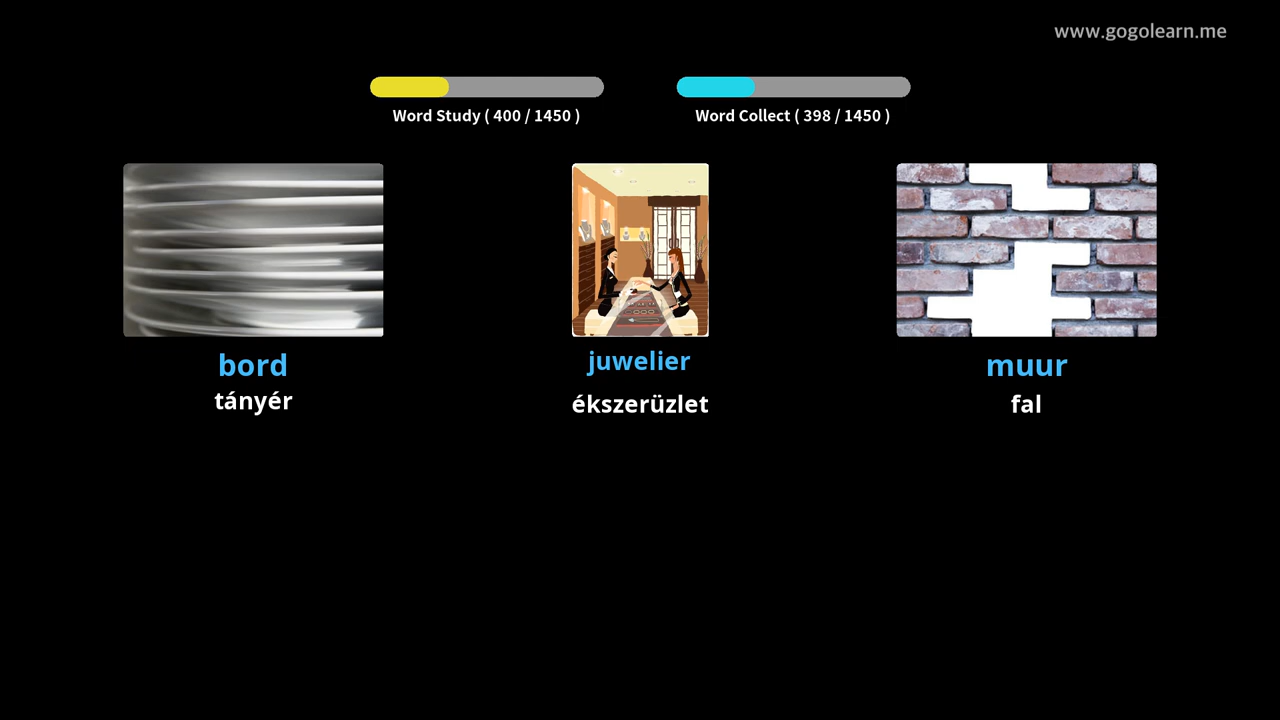 www.gogolearn.me
Word Study ( 400 / 1450 )
Word Collect ( 398 / 1450 )
bord
tányér
juwelier
ékszerüzlet
muur
fal